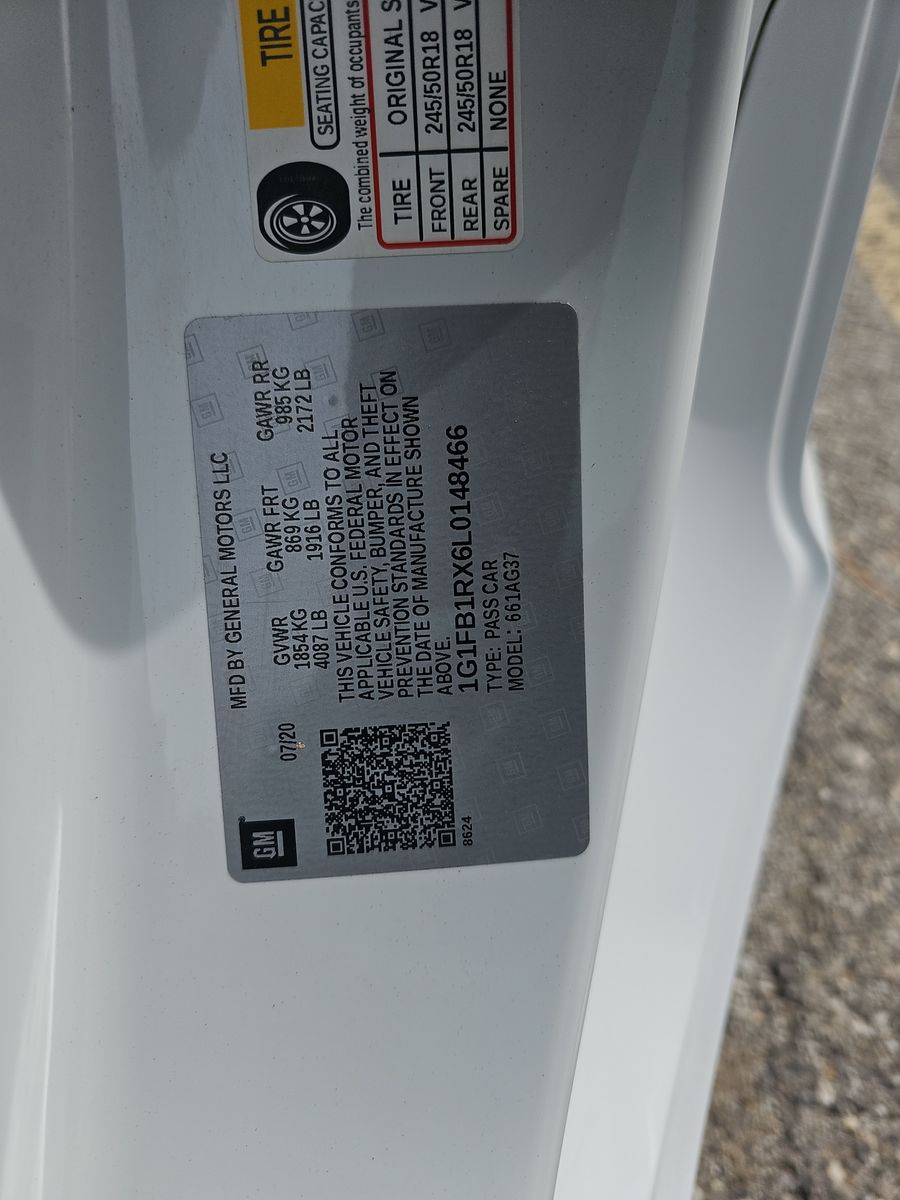 MFD BY GENERAL MOTORS LLC
07/20
GVWR GAWR FRT GAWR RR
1854 KG 869 KG 985 KG
4087 LB 1916 LB 2172 LB
THIS VEHICLE CONFORMS TO ALL
APPLICABLE U.S. FEDERAL MOTOR
VEHICLE SAFETY, BUMPER, AND THEFT
PREVENTION STANDARDS IN EFFECT ON
THE DATE OF MANUFACTURE SHOWN
ABOVE.
1G1FB1RX6L0148466
TYPE: PASS CAR
MODEL: 661AG37
GM
8624
TIRE
SEATING CAPAC
The combined weight of occupants
TIRE ORIGINAL S
FRONT 245/50R18 V
REAR 245/50R18 V
SPARE NONE